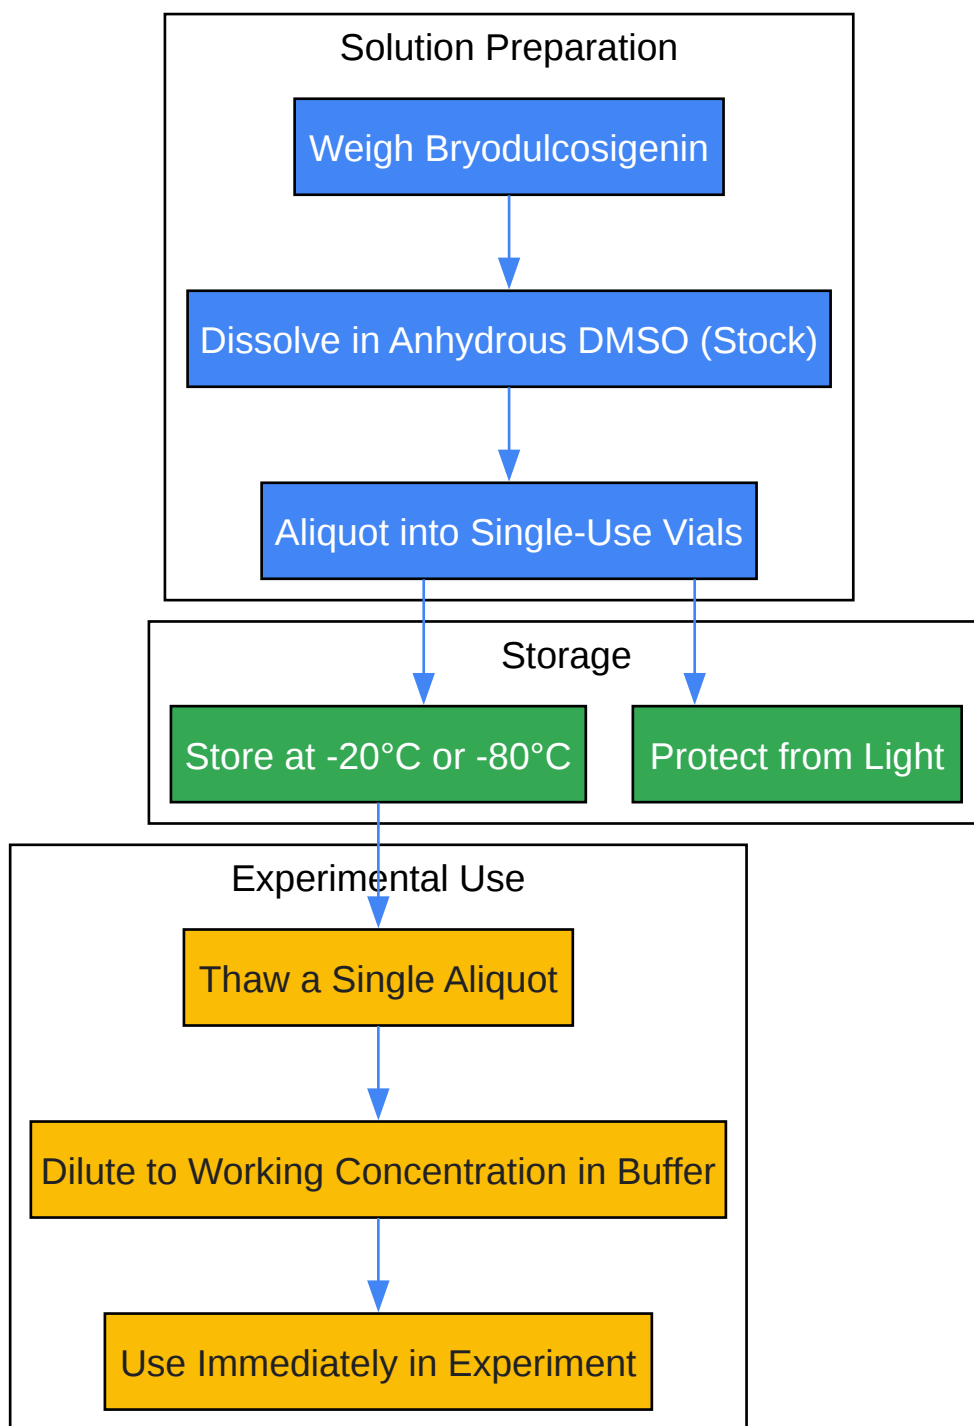 Solution Preparation
Weigh Bryodulcosigenin
Dissolve in Anhydrous DMSO (Stock)
Aliquot into Single-Use Vials
Storage
Store at -20°C or -80°C
Protect from Light
Experimental Use
Thaw a Single Aliquot
Dilute to Working Concentration in Buffer
Use Immediately in Experiment